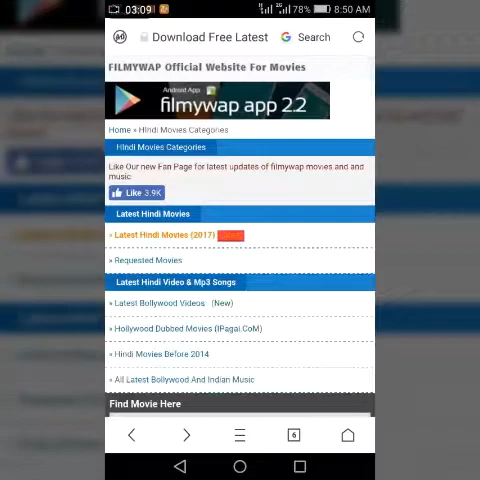 03:09
78% 8:50 AM
Download Free Latest Search
FILMYWAP Official Website For Movies
Android App
filmywap app 2.2
Home » HIndi Movies Categories
HIndi Movies Categories
Like Our new Fan Page for latest updates of filmywap movies and and
music
Like 3.9K
Latest Hindi Movies
» Latest Hindi Movies (2017)
» Requested Movies
Latest Hindi Video & Mp3 Songs
» Latest Bollywood Videos (New)
» Hollywood Dubbed Movies (IPagal.CoM)
» Hindi Movies Before 2014
» All Latest Bollywood And Indian Music
Find Movie Here
6